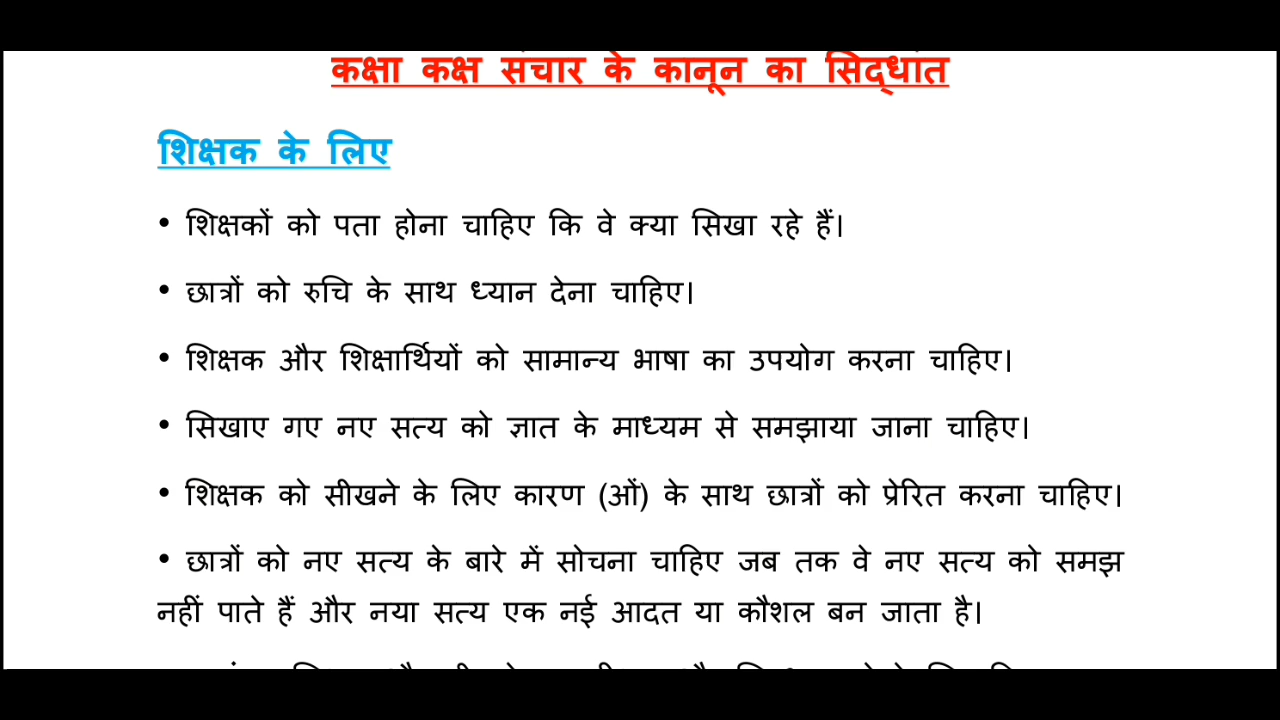 कक्षा कक्ष संचार के कानून का सिद्धांत
शिक्षक के लिए
• शिक्षकों को पता होना चाहिए कि वे क्या सिखा रहे हैं।
• छात्रों को रुचि के साथ ध्यान देना चाहिए।
• शिक्षक और शिक्षार्थियों को सामान्य भाषा का उपयोग करना चाहिए।
• सिखाए गए नए सत्य को ज्ञात के माध्यम से समझाया जाना चाहिए।
• शिक्षक को सीखने के लिए कारण (ओं) के साथ छात्रों को प्रेरित करना चाहिए।
• छात्रों को नए सत्य के बारे में सोचना चाहिए जब तक वे नए सत्य को समझ
नहीं पाते हैं और नया सत्य एक नई आदत या कौशल बन जाता है।